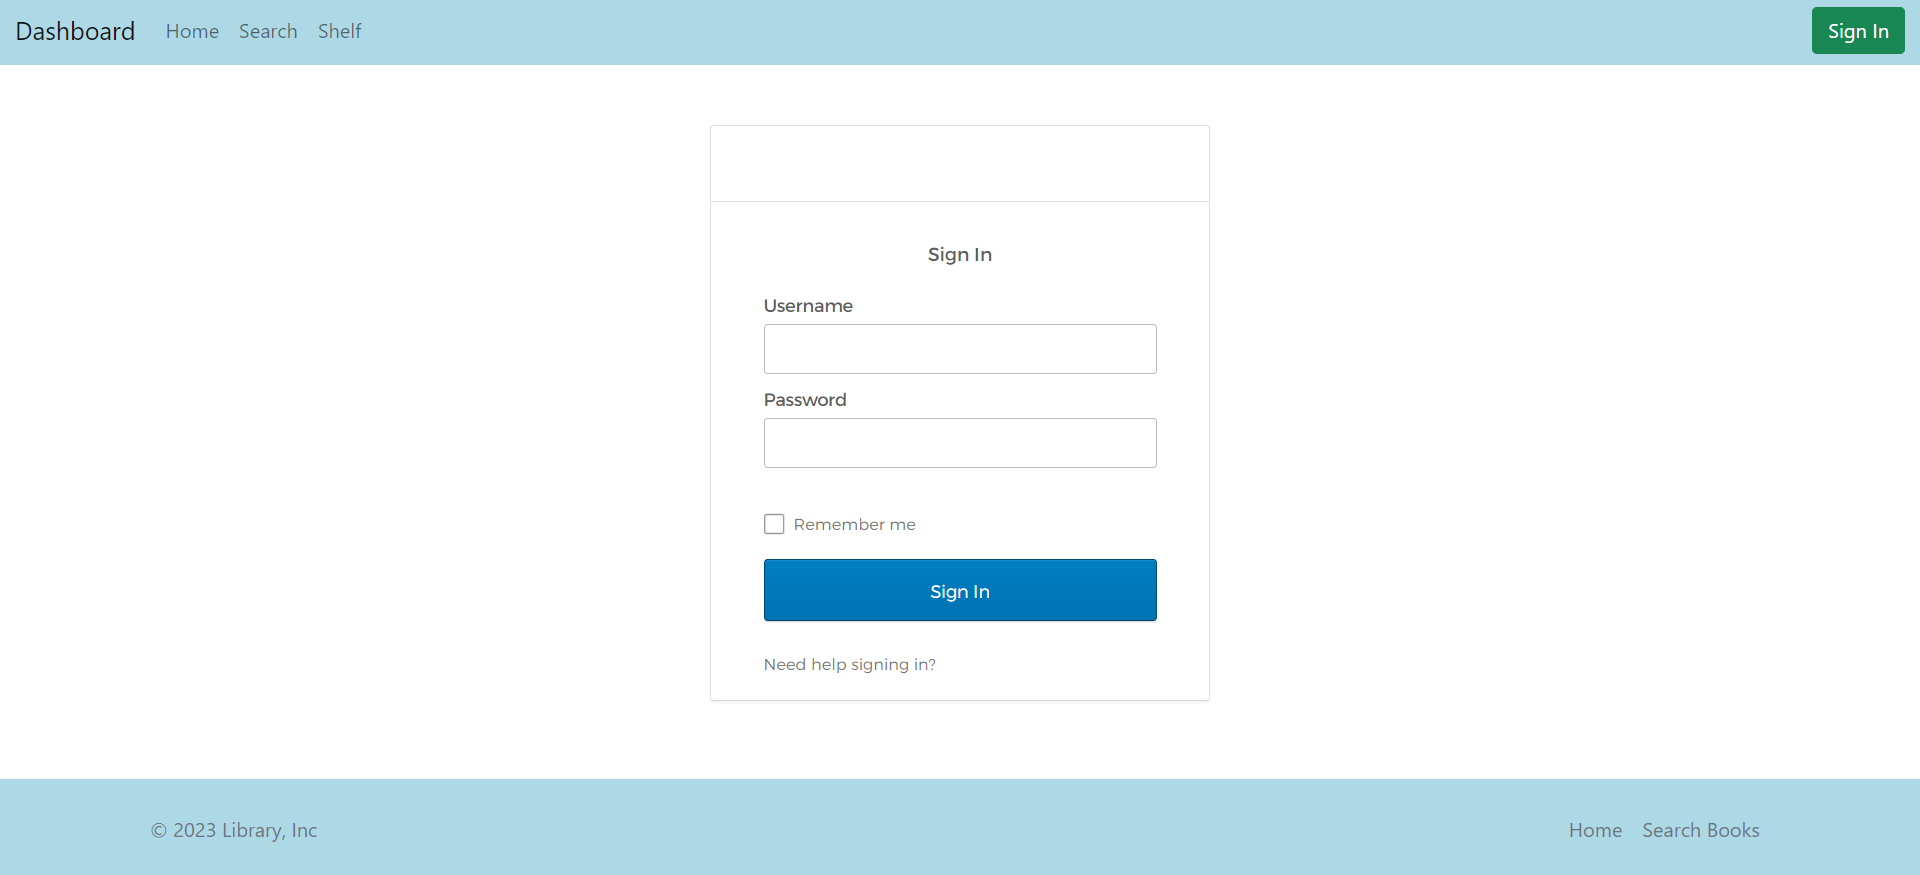 Dashboard Home Search Shelf Sign In
Sign In
Username
Password
Remember me
Sign In
Need help signing in?
© 2023 Library, Inc Home Search Books